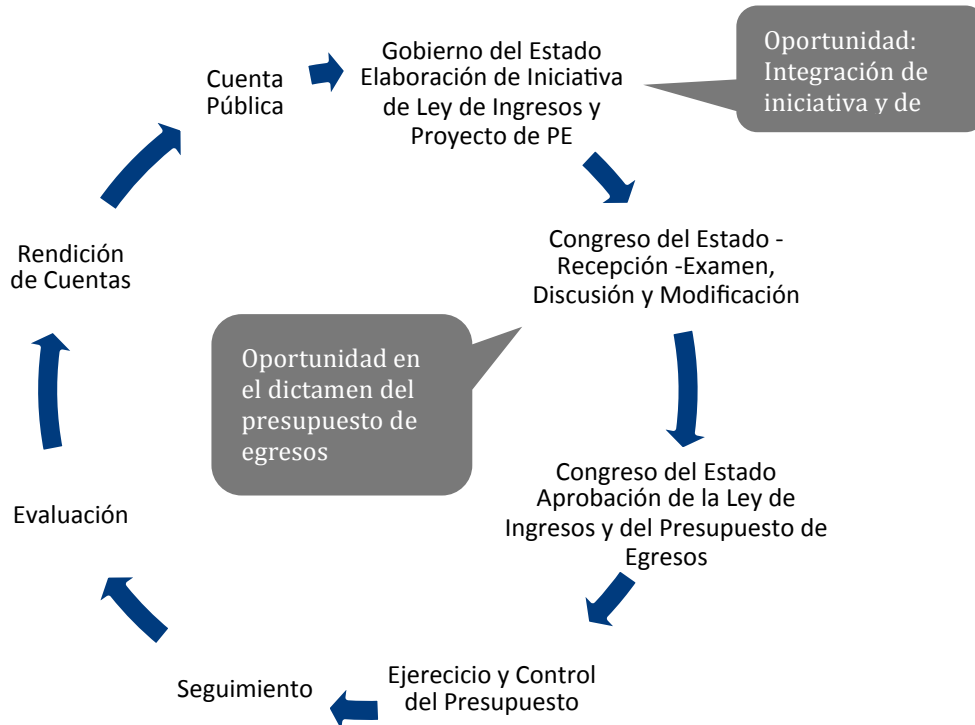 Gobierno del Estado
Elaboración de Iniciativa
de Ley de Ingresos y
Proyecto de PE
Oportunidad:
Integración de
iniciativa y de
Congreso del Estado -
Recepción -Examen,
Discusión y Modificación
Oportunidad en
el dictamen del
presupuesto de
egresos
Congreso del Estado
Aprobación de la Ley de
Ingresos y del Presupuesto de
Egresos
Ejerecicio y Control
del Presupuesto
Seguimiento
Evaluación
Rendición
de Cuentas
Cuenta
Pública